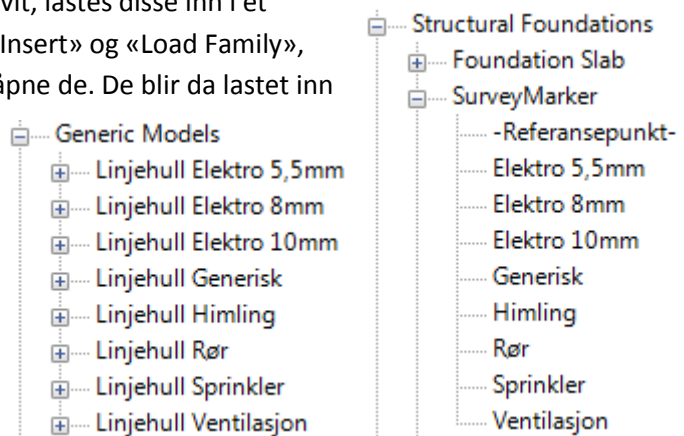 vit, lastes disse inn i et
Insert» og «Load Family»,
åpne de. De blir da lastet inn
Generic Models
Linjehull Elektro 5,5mm
Linjehull Elektro 8mm
Linjehull Elektro 10mm
Linjehull Generisk
Linjehull Himling
Linjehull Rør
Linjehull Sprinkler
Linjehull Ventilasjon
Structural Foundations
Foundation Slab
SurveyMarker
-Referansepunkt-
Elektro 5,5mm
Elektro 8mm
Elektro 10mm
Generisk
Himling
Rør
Sprinkler
Ventilasjon